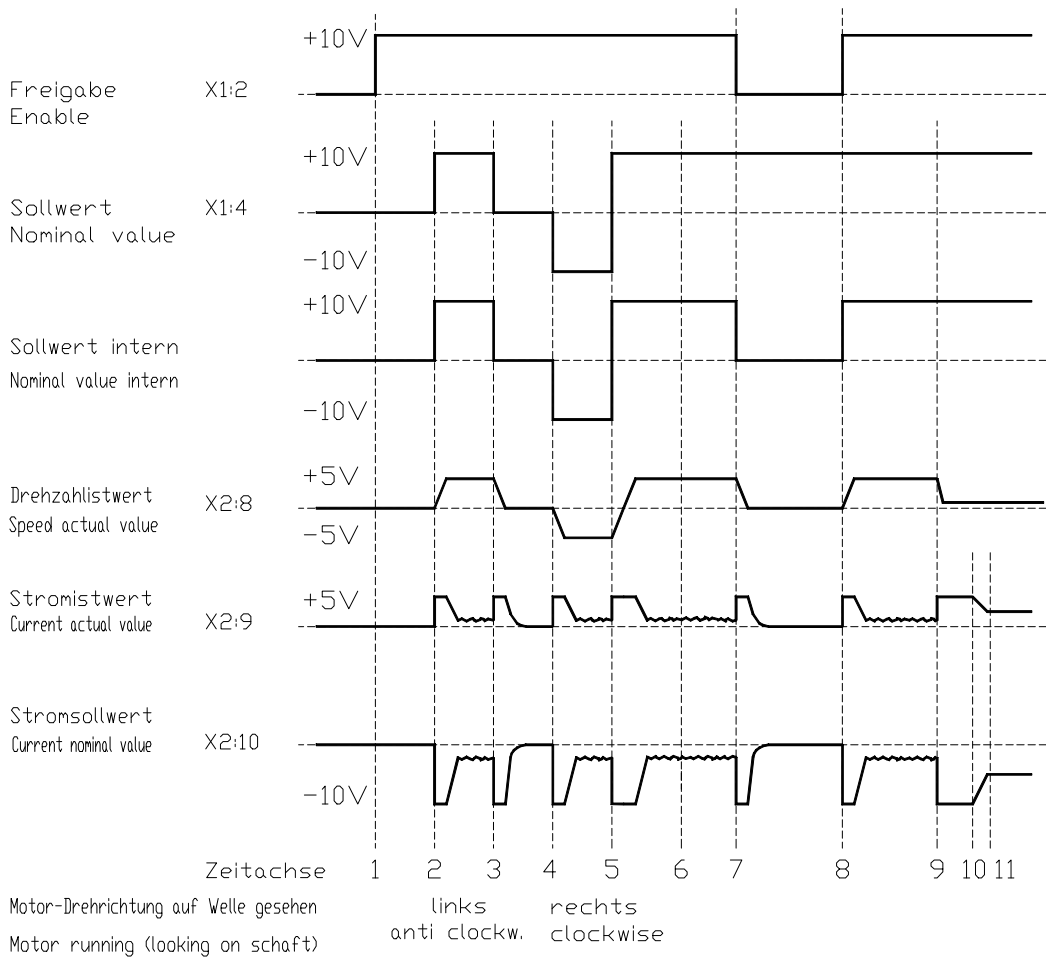 +10V
Freigabe X1:2
Enable
+10V
Sollwert X1:4
Nominal value
-10V
+10V
Sollwert intern
Nominal value intern
-10V
+5V
Drehzahlistwert X2:8
Speed actual value
-5V
Stromistwert +5V
Current actual value X2:9
Stromsollwert
Current nominal value X2:10
-10V
Zeitachse 1 2 3 4 5 6 7 8 9 10 11
Motor-Drehrichtung auf Welle gesehen links rechts
anti clockw. clockwise
Motor running (looking on schaft)